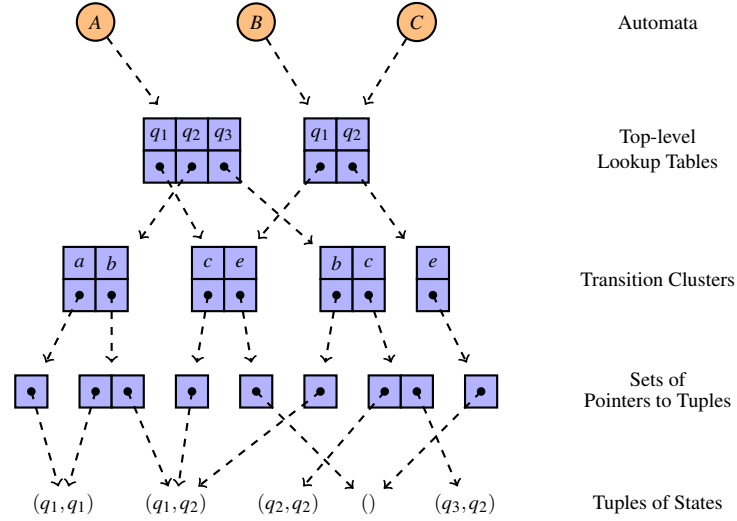 A B C Automata
q₁ q₂ q₃ q₁ q₂ Top-level
Lookup Tables
a b c e b c e
Transition Clusters
Sets of
Pointers to Tuples
(q₁,q₁) (q₁,q₂) (q₂,q₂) () (q₃,q₂) Tuples of States